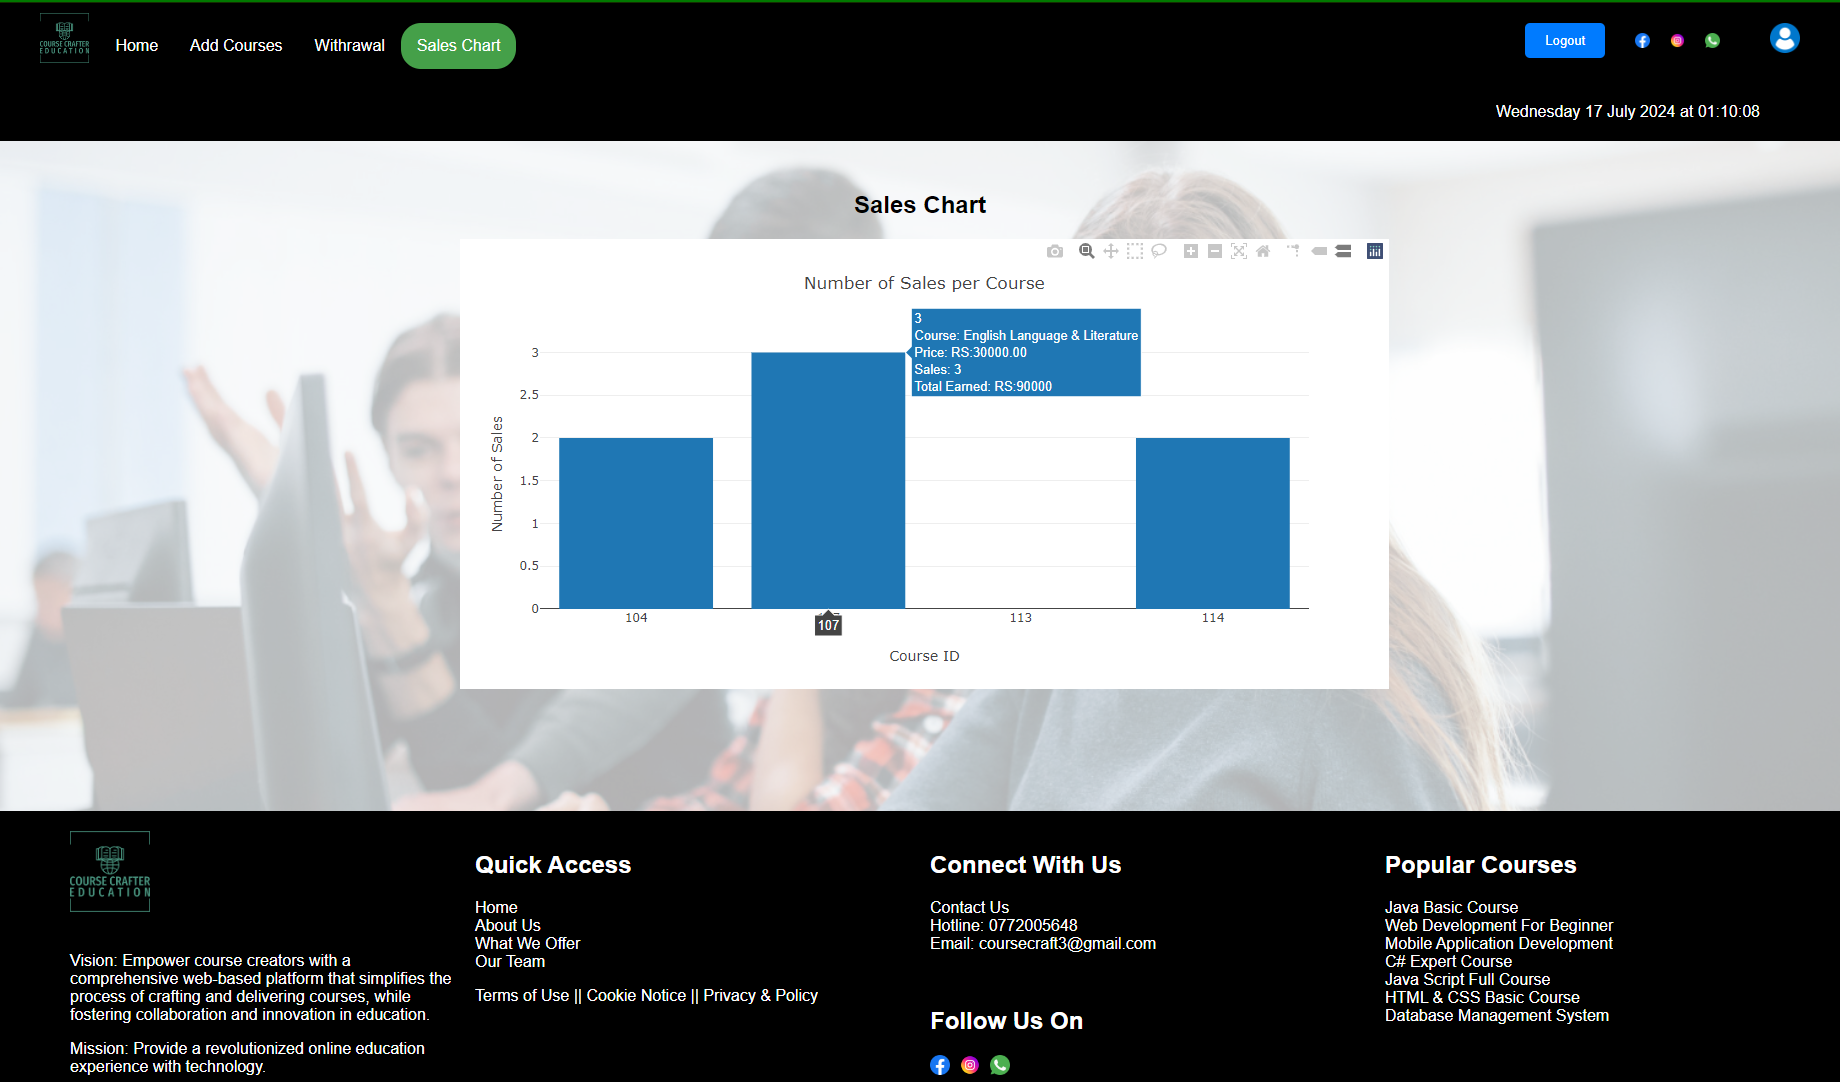 COURSE CRAFTER
EDUCATION
Home
Add Courses
Withrawal
Sales Chart
Logout
Wednesday 17 July 2024 at 01:10:08
Sales Chart
Number of Sales per Course
3
Course: English Language & Literature
Price: RS:30000.00
Sales: 3
Total Earned: RS:90000
3
2.5
2
1.5
1
0.5
0
Number of Sales
104
107
113
114
Course ID
COURSE CRAFTER
EDUCATION
Vision: Empower course creators with a
comprehensive web-based platform that simplifies the
process of crafting and delivering courses, while
fostering collaboration and innovation in education.
Mission: Provide a revolutionized online education
experience with technology.
Quick Access
Home
About Us
What We Offer
Our Team
Terms of Use || Cookie Notice || Privacy & Policy
Connect With Us
Contact Us
Hotline: 0772005648
Email: coursecraft3@gmail.com
Follow Us On
Popular Courses
Java Basic Course
Web Development For Beginner
Mobile Application Development
C# Expert Course
Java Script Full Course
HTML & CSS Basic Course
Database Management System